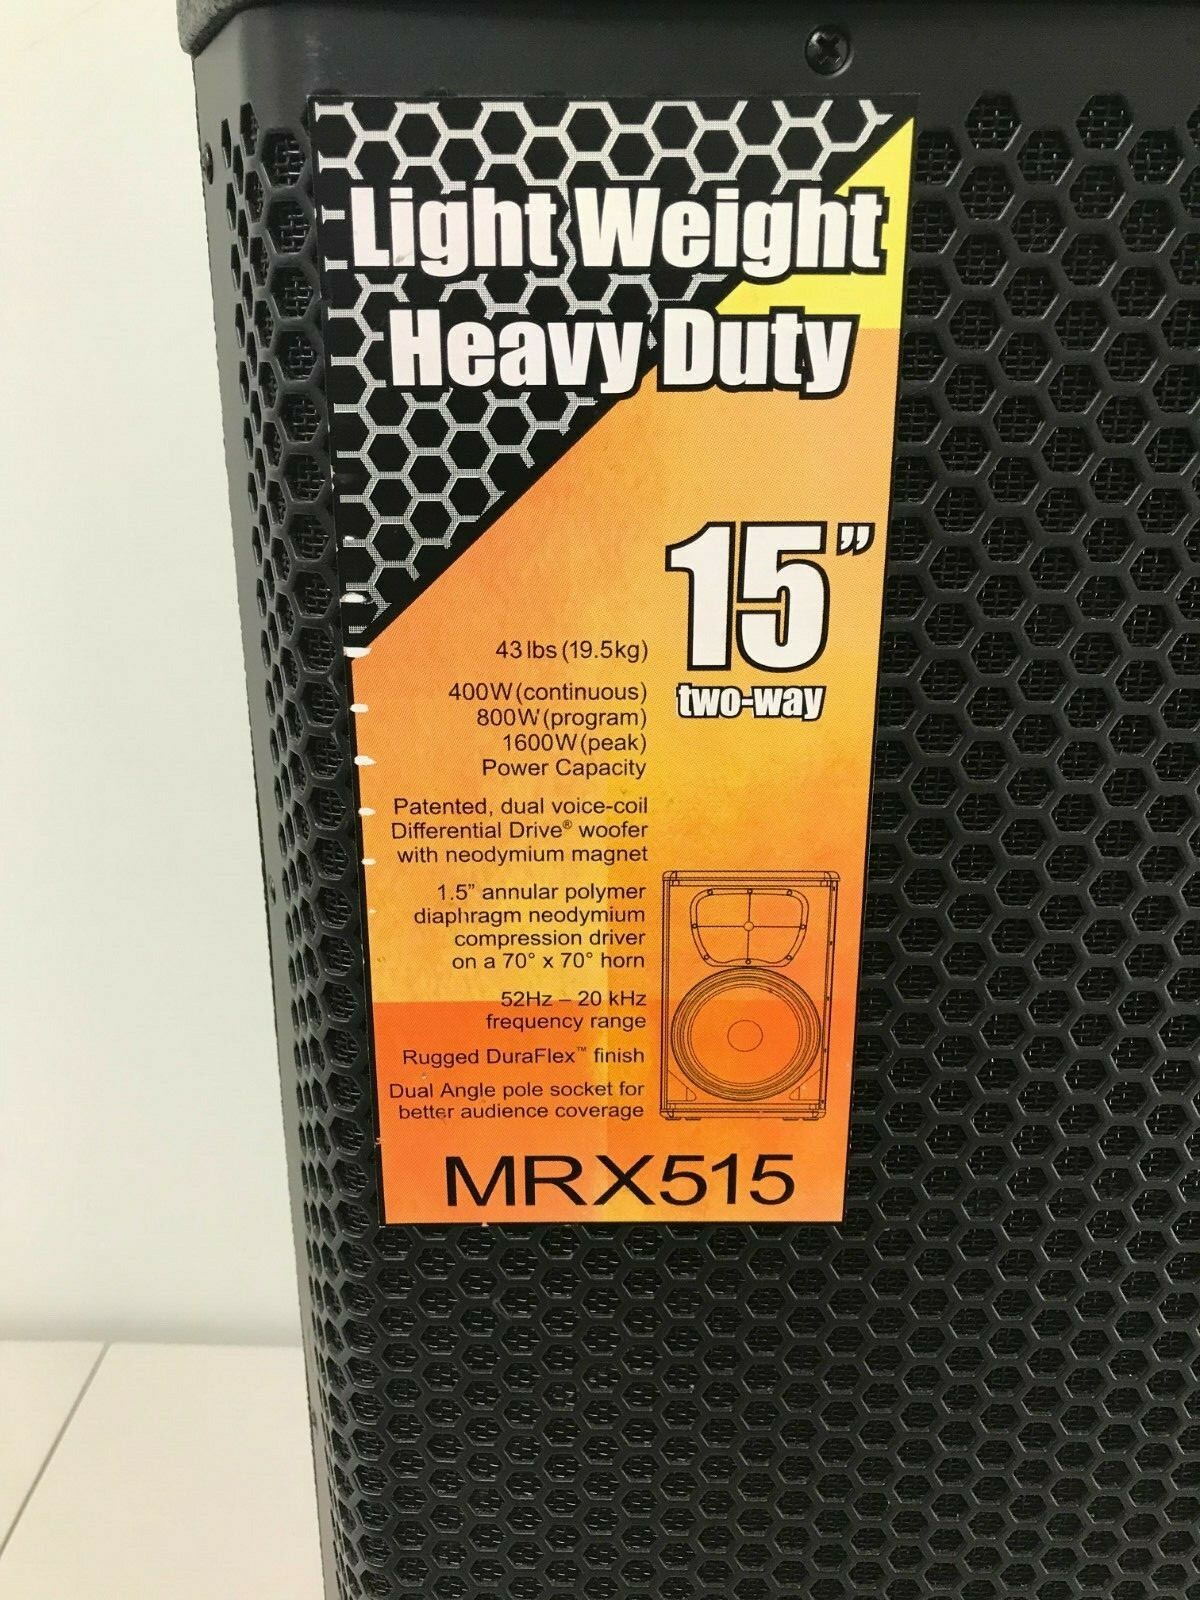 Light Weight
Heavy Duty
15”
two-way
43 lbs (19.5kg)
400W (continuous)
800W (program)
1600W (peak)
Power Capacity
Patented, dual voice-coil
Differential Drive® woofer
with neodymium magnet
1.5” annular polymer
diaphragm neodymium
compression driver
on a 70° x 70° horn
52Hz – 20 kHz
frequency range
Rugged DuraFlex™ finish
Dual Angle pole socket for
better audience coverage
MRX515